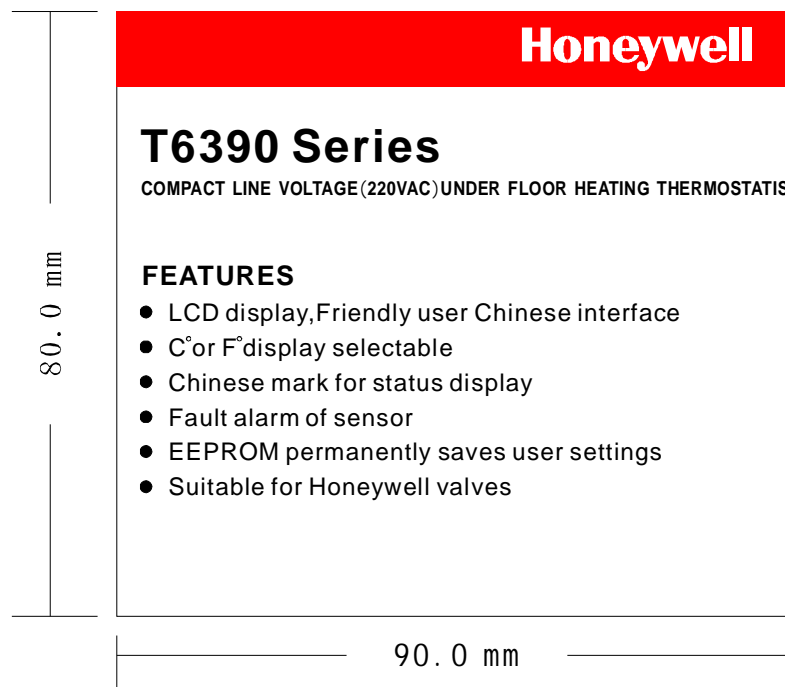 Honeywell
T6390 Series
COMPACT LINE VOLTAGE(220VAC)UNDER FLOOR HEATING THERMOSTATIS
FEATURES
● LCD display,Friendly user Chinese interface
● C°or F°display selectable
● Chinese mark for status display
● Fault alarm of sensor
● EEPROM permanently saves user settings
● Suitable for Honeywell valves
80.0 mm
90.0 mm